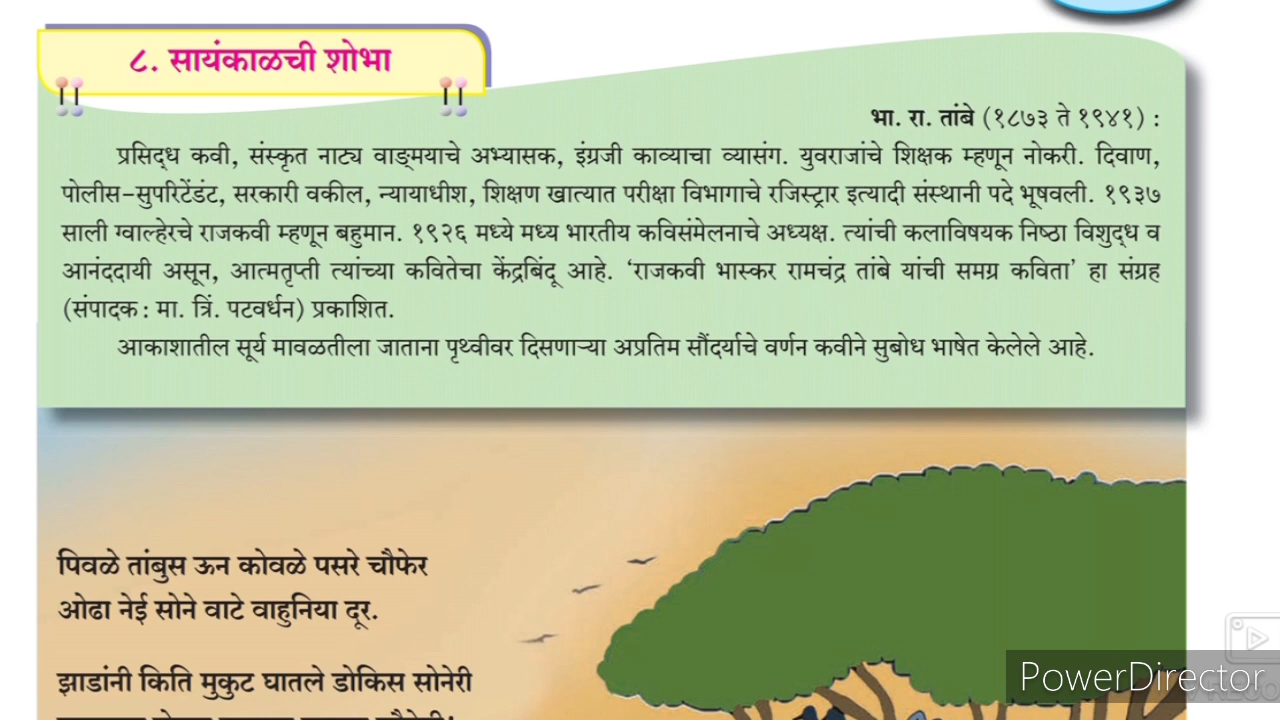 ८. सायंकाळची शोभा
भा. रा. तांबे (१८७३ ते १९४१) :
प्रसिद्ध कवी, संस्कृत नाट्य वाङ्मयाचे अभ्यासक, इंग्रजी काव्याचा व्यासंग. युवराजांचे शिक्षक म्हणून नोकरी. दिवाण,
पोलीस-सुपरिटेंडंट, सरकारी वकील, न्यायाधीश, शिक्षण खात्यात परीक्षा विभागाचे रजिस्ट्रार इत्यादी संस्थानी पदे भूषवली. १९३७
साली ग्वाल्हेरचे राजकवी म्हणून बहुमान. १९२६ मध्ये मध्य भारतीय कविसंमेलनाचे अध्यक्ष. त्यांची कलाविषयक निष्ठा विशुद्ध व
आनंददायी असून, आत्मतृप्ती त्यांच्या कवितेचा केंद्रबिंदू आहे. ‘राजकवी भास्कर रामचंद्र तांबे यांची समग्र कविता’ हा संग्रह
(संपादक : मा. त्रिं. पटवर्धन) प्रकाशित.
आकाशातील सूर्य मावळतीला जाताना पृथ्वीवर दिसणाऱ्या अप्रतिम सौंदर्याचे वर्णन कवीने सुबोध भाषेत केलेले आहे.
पिवळे तांबुस ऊन कोवळे पसरे चौफेर
ओढा नेई सोने वाटे वाहुनिया दूर.
झाडांनी किति मुकुट घातले डोकिस सोनेरी
PowerDirector